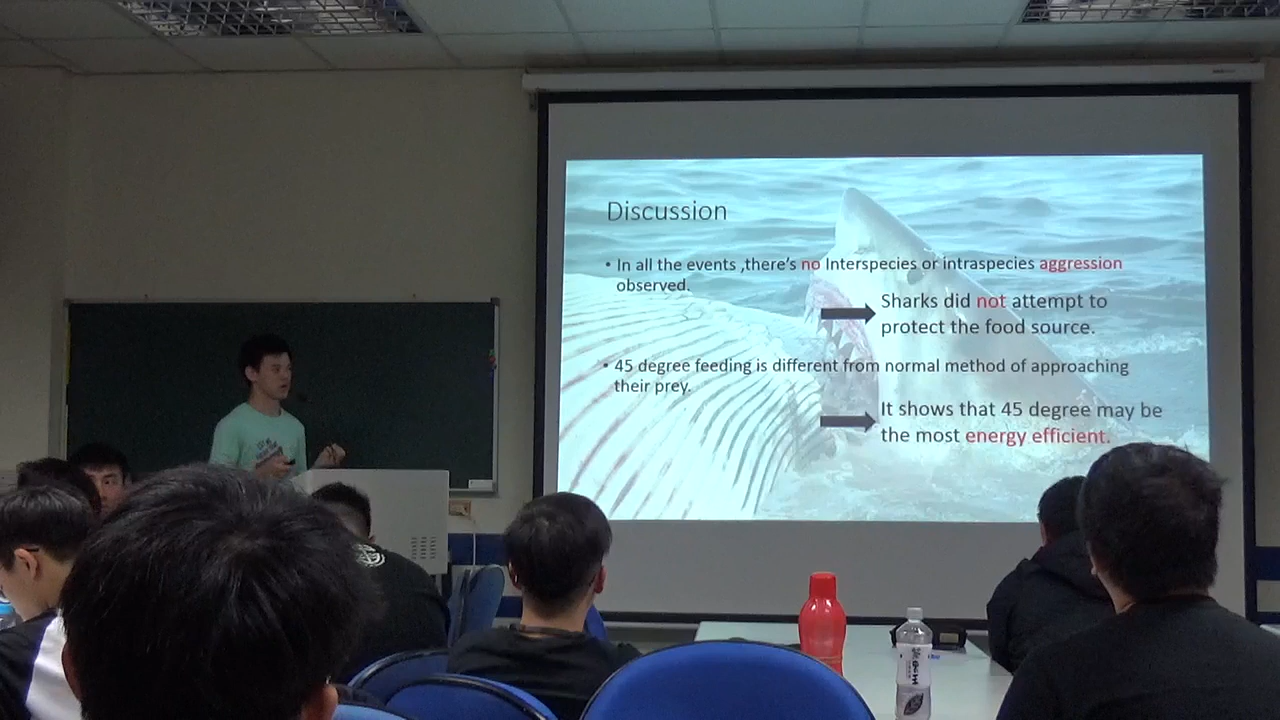 Discussion
• In all the events ,there's no Interspecies or intraspecies aggression
observed.
Sharks did not attempt to
protect the food source.
• 45 degree feeding is different from normal method of approaching
their prey.
It shows that 45 degree may be
the most energy efficient.